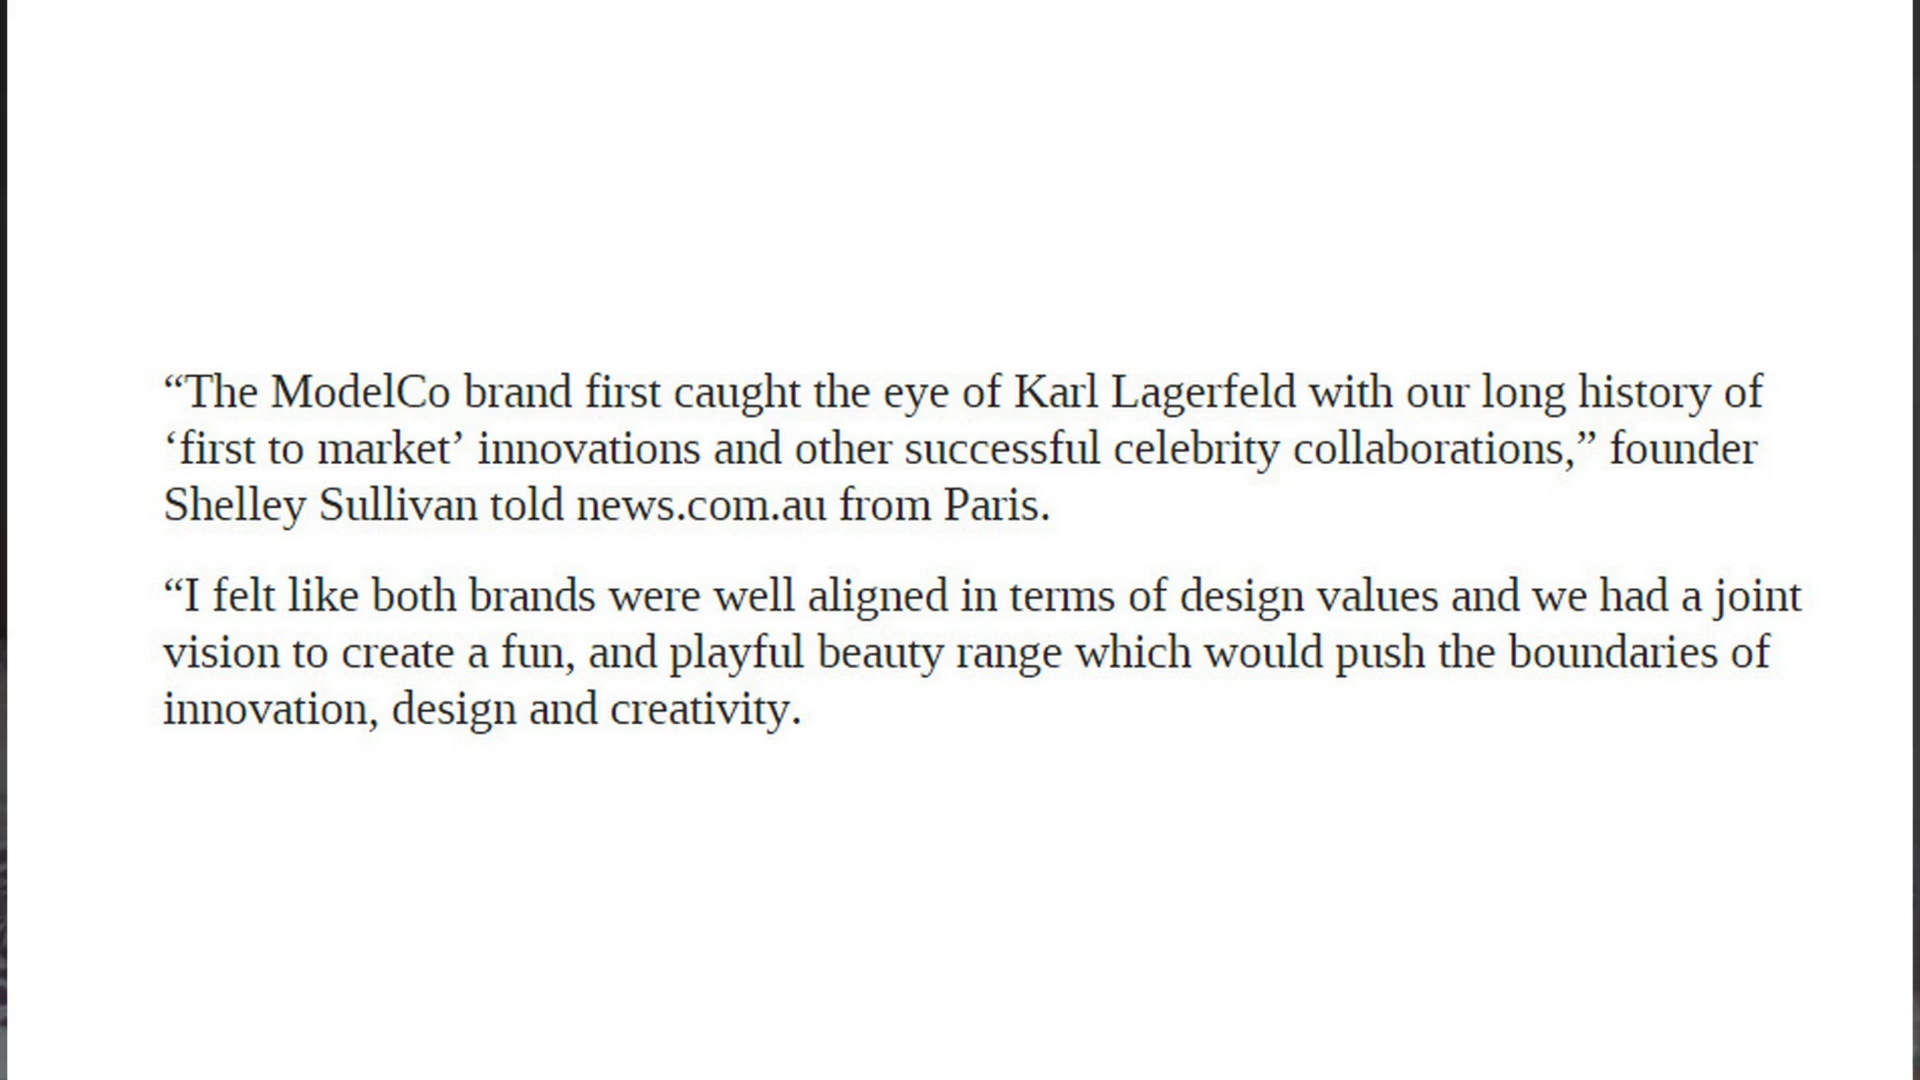 “The ModelCo brand first caught the eye of Karl Lagerfeld with our long history of
‘first to market’ innovations and other successful celebrity collaborations,” founder
Shelley Sullivan told news.com.au from Paris.
“I felt like both brands were well aligned in terms of design values and we had a joint
vision to create a fun, and playful beauty range which would push the boundaries of
innovation, design and creativity.